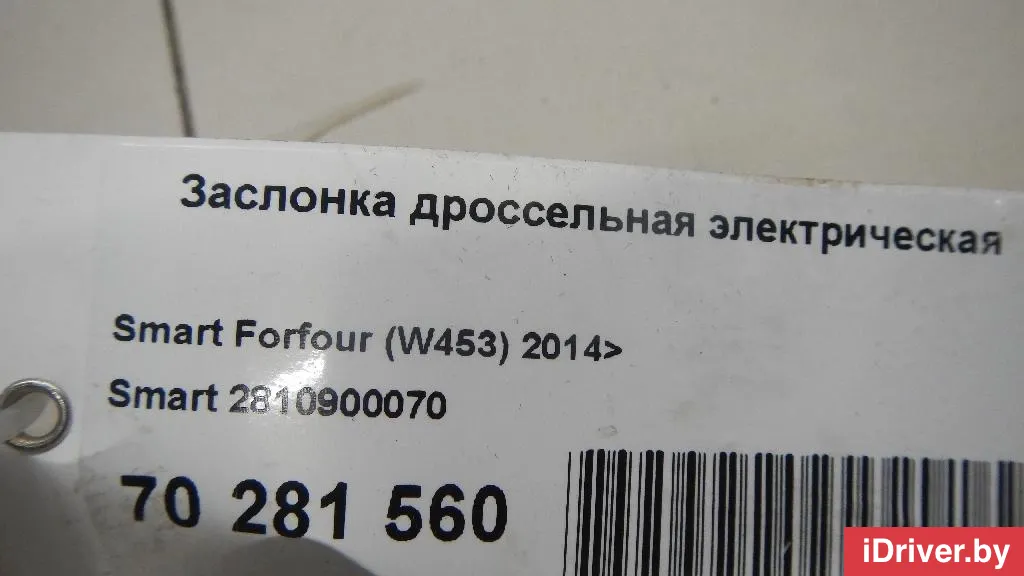 Заслонка дроссельная электрическая
Smart Forfour (W453) 2014>
Smart 2810900070
70 281 560
iDriver.by